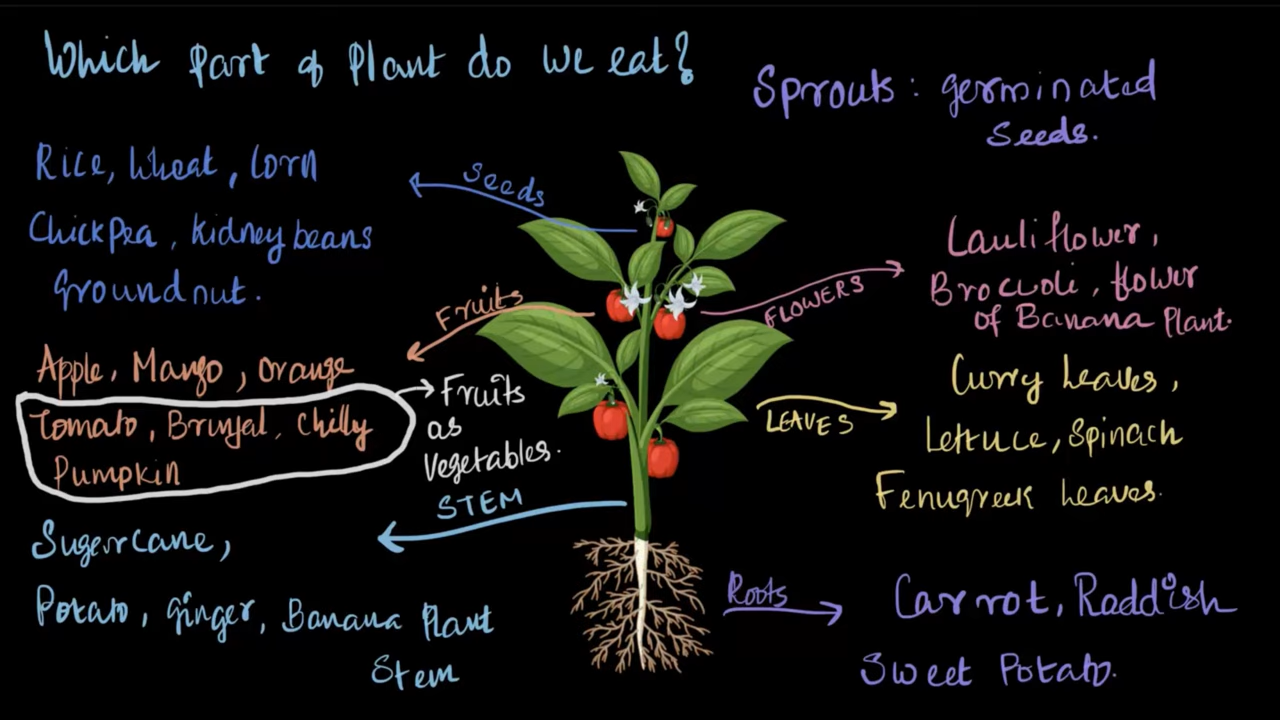 Which Part of Plant do We eat?
Sprouts: germinated
Seeds.
Rice, Wheat, Corn
Chickpea, kidney beans
Groundnut.
Seeds
Fruits
Apple, Mango, Orange
Tomato, Brinjal, Chilly
Pumpkin
Fruits
as
Vegetables.
STEM
Sugercane,
Potato, ginger, Banana Plant
Stem
FLOWERS
Cauliflower,
Broccoli, flower
of Banana Plant.
LEAVES
Curry Leaves,
Lettuce, Spinach
Fenugreek Leaves.
Roots
Carrot, Raddish
Sweet Potato.